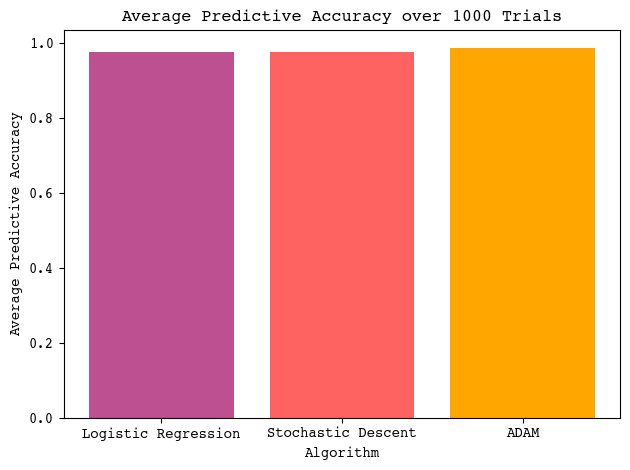 Average Predictive Accuracy over 1000 Trials
1.0
0.8
0.6
0.4
0.2
0.0
Average Predictive Accuracy
Logistic Regression
Stochastic Descent
ADAM
Algorithm